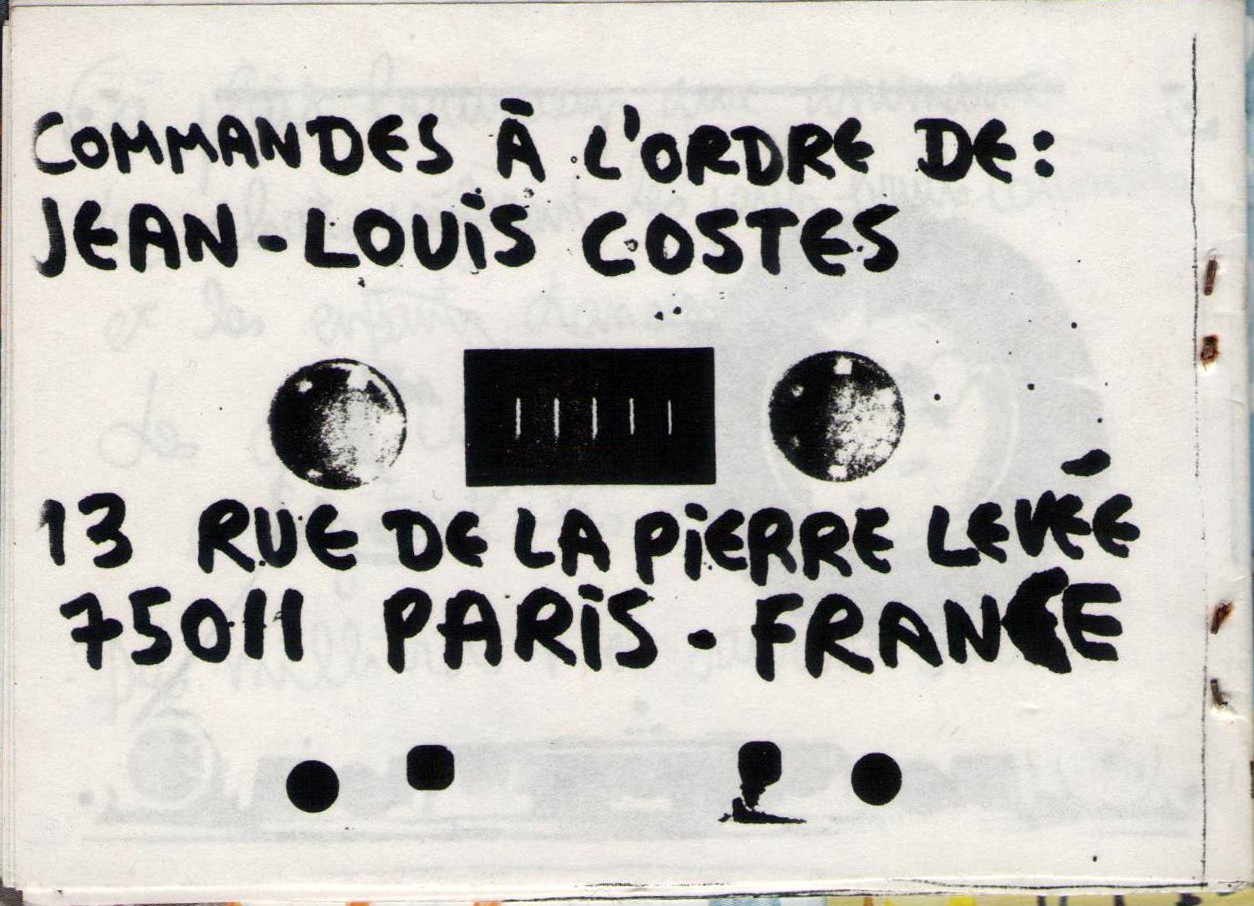 COMMANDES À L'ORDRE DE:
JEAN-LOUIS COSTES
13 RUE DE LA PIERRE LEVÉE
75011 PARIS - FRANCE